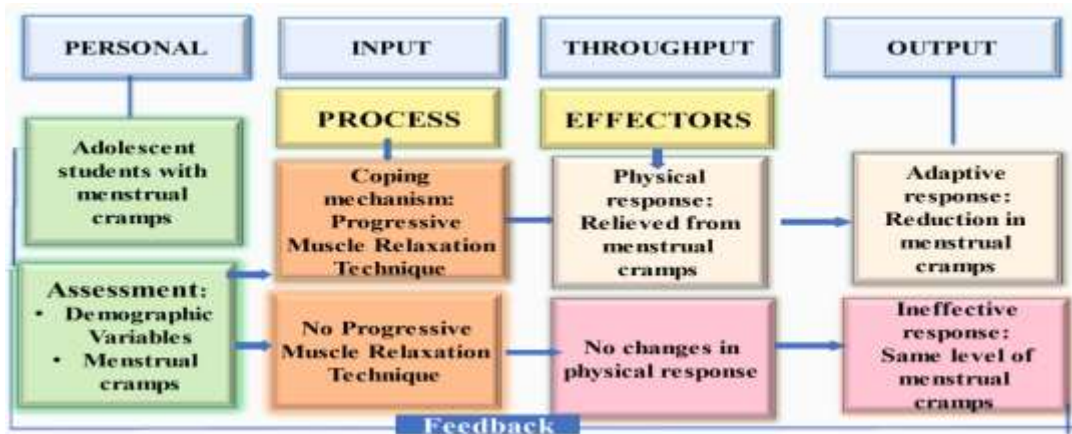 PERSONAL
INPUT
THROUGHPUT
OUTPUT
PROCESS
EFFECTORS
Adolescent
students with
menstrual
cramps
Coping
mechanism:
Progressive
Muscle Relaxation
Technique
Physical
response:
Relieved from
menstrual
cramps
Adaptive
response:
Reduction in
menstrual
cramps
Assessment:
• Demographic
Variables
• Menstrual
cramps
No Progressive
Muscle Relaxation
Technique
No changes in
physical response
Ineffective
response:
Same level of
menstrual
cramps
Feedback